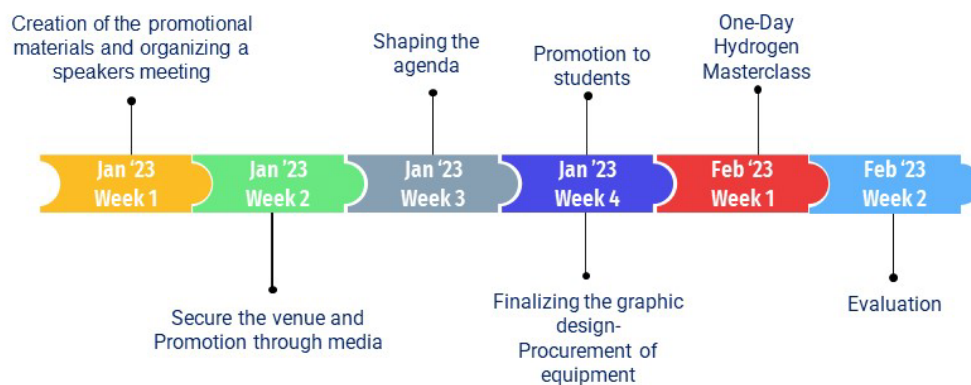 Creation of the promotional
materials and organizing a
speakers meeting
Shaping the
agenda
Promotion to
students
One-Day
Hydrogen
Masterclass
Jan ‘23
Week 1
Jan ’23
Week 2
Jan ‘23
Week 3
Jan ’23
Week 4
Feb ‘23
Week 1
Feb ‘23
Week 2
Secure the venue and
Promotion through media
Finalizing the graphic
design-
Procurement of
equipment
Evaluation